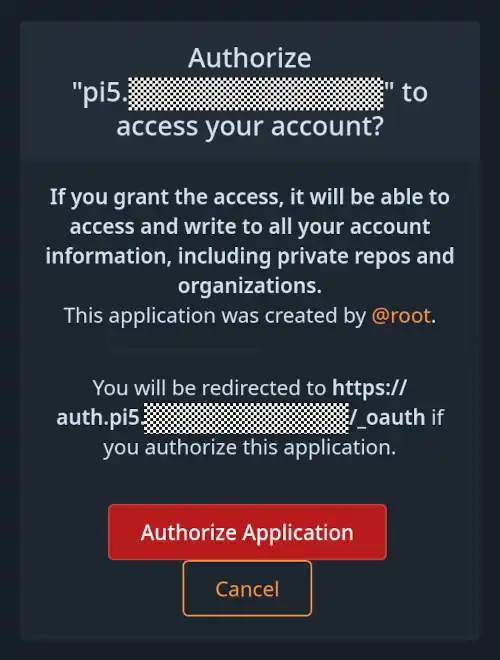 Authorize
"pi5." to
access your account?
If you grant the access, it will be able to
access and write to all your account
information, including private repos and
organizations.
This application was created by @root.
You will be redirected to https://
auth.pi5./_oauth if
you authorize this application.
Authorize Application
Cancel